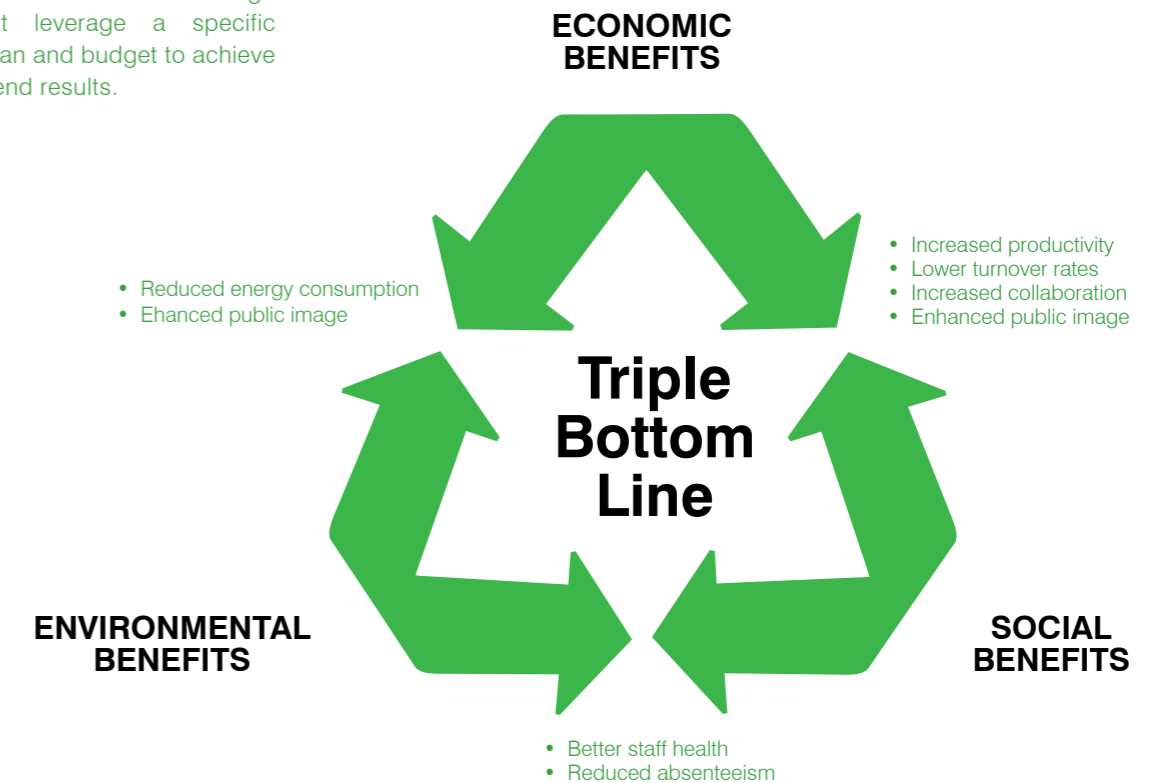 t leverage a specific
an and budget to achieve
end results.
ECONOMIC
BENEFITS
• Reduced energy consumption
• Ehanced public image
• Increased productivity
• Lower turnover rates
• Increased collaboration
• Enhanced public image
Triple
Bottom
Line
ENVIRONMENTAL
BENEFITS
SOCIAL
BENEFITS
• Better staff health
• Reduced absenteeism